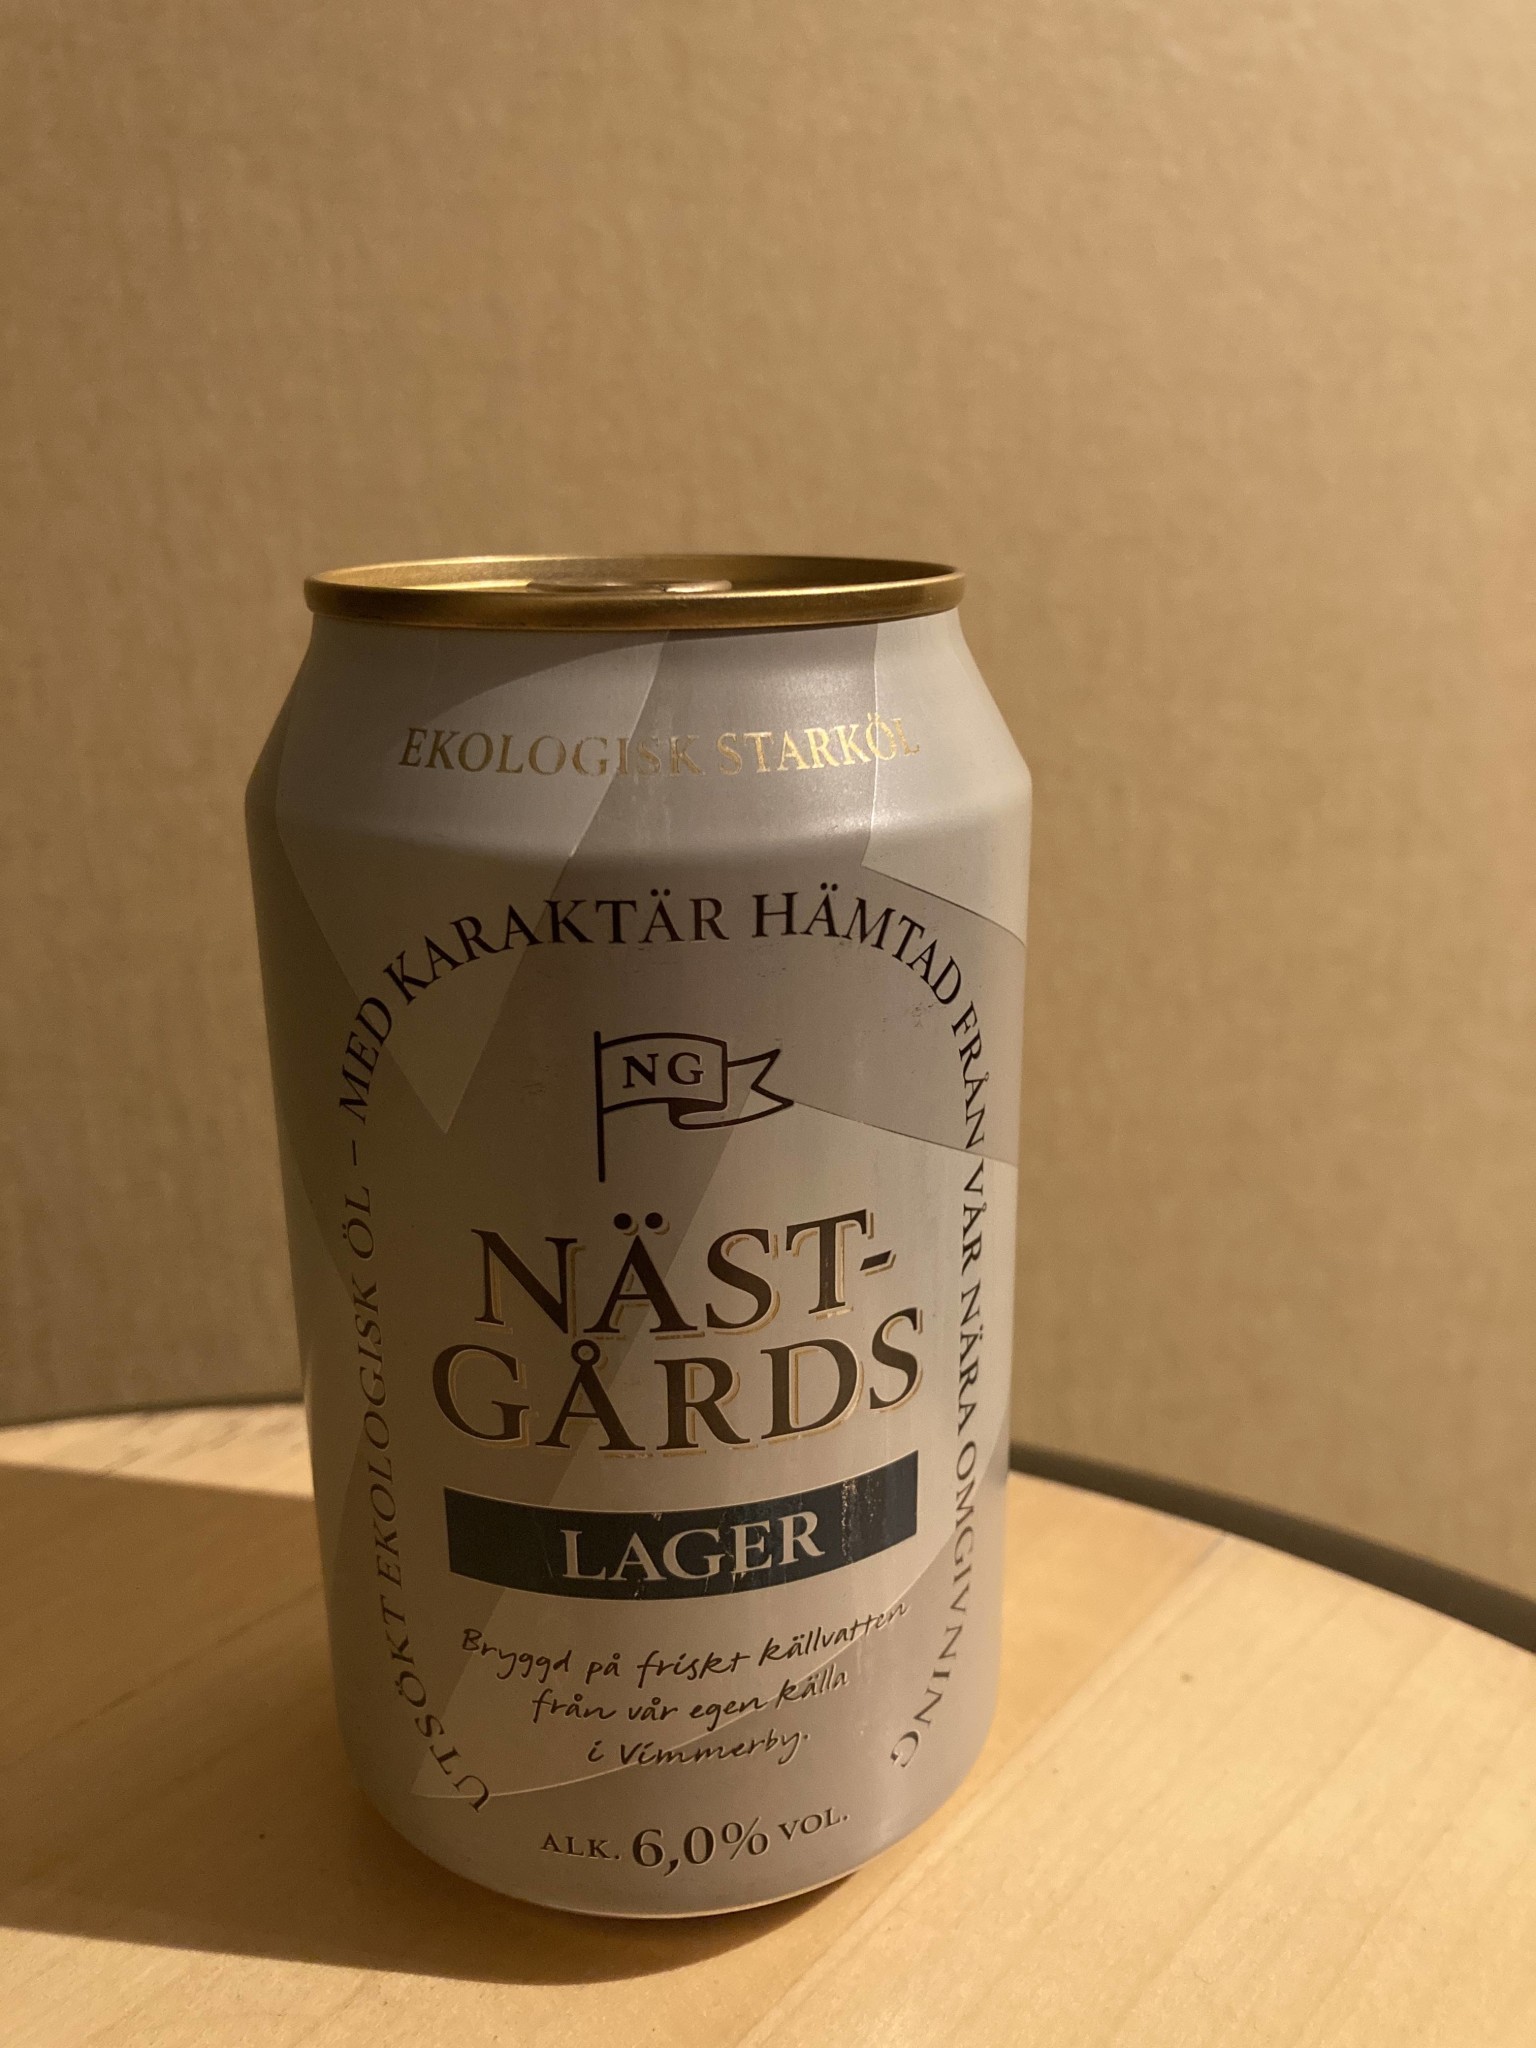 EKOLOGISK STARKÖL
UTSÖKT EKOLOGISK ÖL – MED KARAKTÄR HÄMTAD FRÅN VÅR NÄRA OMGIVNING
NG
NÄST-
GÅRDS
LAGER
Bryggd på friskt källvatten
från vår egen källa
i Vimmerby.
ALK. 6,0% VOL.